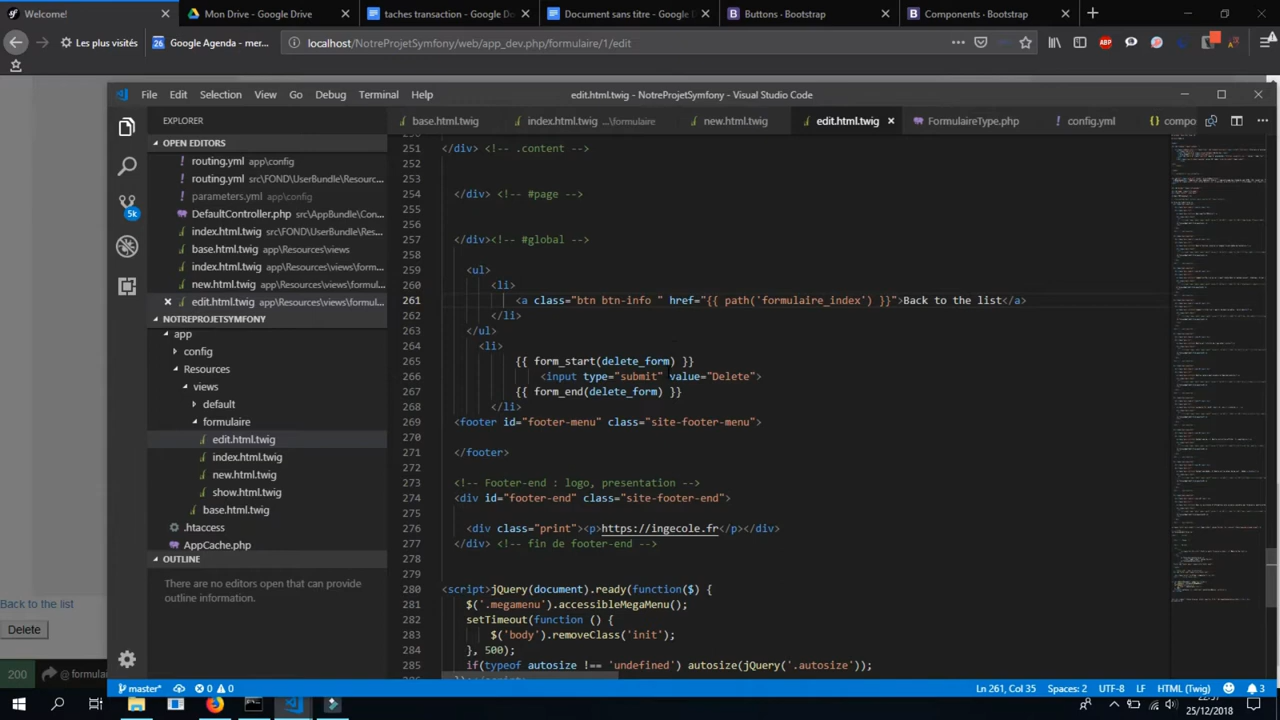 Welcome! Mon Drive - Google Drive taches transaction - Google Do Document sans titre - Google Do Buttons · Bootstrap Components · Bootstrap
Les plus visités 26 Google Agenda - mer... localhost/NotreProjetSymfony/web/app_dev.php/formulaire/1/edit ABP
File Edit Selection View Go Debug Terminal Help edit.html.twig - NotreProjetSymfony - Visual Studio Code
EXPLORER base.html.twig index.html.twig ...\formulaire new.html.twig edit.html.twig FormulaireType.php config.yml compo
OPEN EDITORS
routing.yml app\config
routing.yml src\FOND\UserBundle\Resourc...
parameters.yml app\config
DefaultController.php src\AppBundle\Con...
index.html.twig src\FOND\UserBundle\Res...
base.html.twig app\Resources\views
index.html.twig app\Resources\views\form...
new.html.twig app\Resources\views\formul...
edit.html.twig app\Resources\views\formul...
NOTREPROJETSYMFONY
app
config
Resources
views
default
formulaire
edit.html.twig
index.html.twig
new.html.twig
show.html.twig
base.html.twig
.htaccess
AppCache.php
OUTLINE
There are no editors open that can provide
outline information.
5k
251 </div> <!-- .content -->
252
253
254 </div> <!-- #page -->
255
256
257 </div> <!-- #global -->
258
259 <ul>
260 <li>
261 <a class="btn btn-info " href="{{ path('formulaire_index') }}">Back to the list</a>
262 </li>
263 </ul>
264 <li>
265 {{ form_start(delete_form) }}
266 <input type="submit" value="Delete">
267 {{ form_end(delete_form) }}
268 </li>
269 "footer-menu" class="site-footer-menu"
270
271 </footer>
272
273 <!-- footer-end : logo, presentation -->
274 <div id="footer-end" class="site-footer-end">
275
276 <div class="print"><p>https://ingecole.fr</p></div>
277 </div> <!-- fin de footer-end -->
278
279
280 (document).ready(function($) {
281 $('.megamenu').accessibleMegaMenu();
282 setTimeout(function () {
283 $('body').removeClass('init');
284 }, 500);
285 if(typeof autosize !== 'undefined') autosize(jQuery('.autosize'));
Back to the list
Delete
200 @ formulai
master* 0 0 Ln 261, Col 35 Spaces: 2 UTF-8 LF HTML (Twig) 3
22:57
25/12/2018